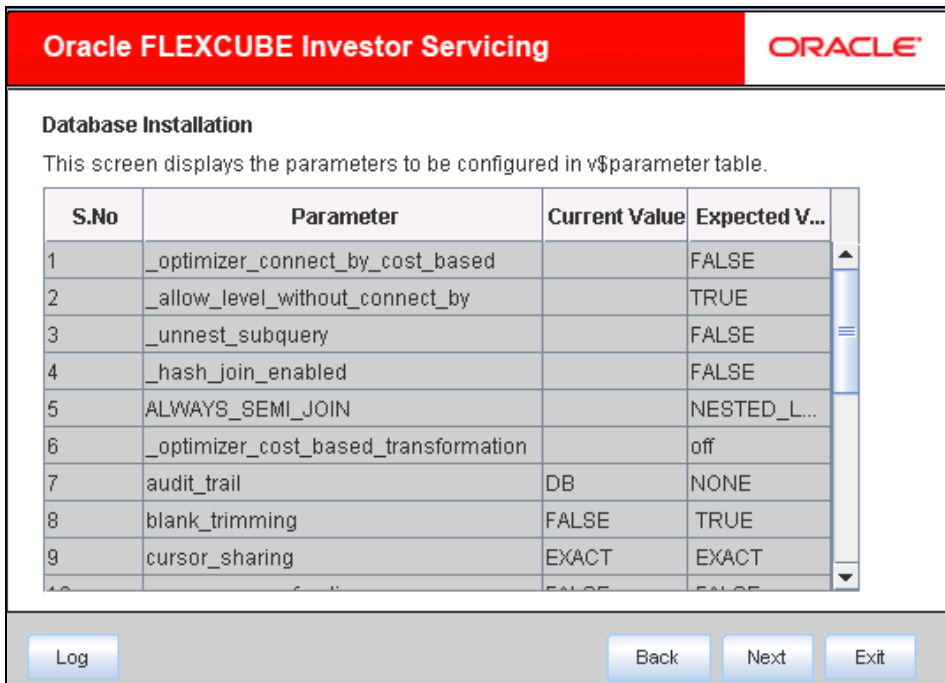 Oracle FLEXCUBE Investor Servicing
ORACLE
Database Installation
This screen displays the parameters to be configured in v$parameter table.
S.No Parameter Current Value Expected V...
1 _optimizer_connect_by_cost_based FALSE
2 _allow_level_without_connect_by TRUE
3 _unnest_subquery FALSE
4 _hash_join_enabled FALSE
5 ALWAYS_SEMI_JOIN NESTED_L...
6 _optimizer_cost_based_transformation off
7 audit_trail DB NONE
8 blank_trimming FALSE TRUE
9 cursor_sharing EXACT EXACT
Log Back Next Exit